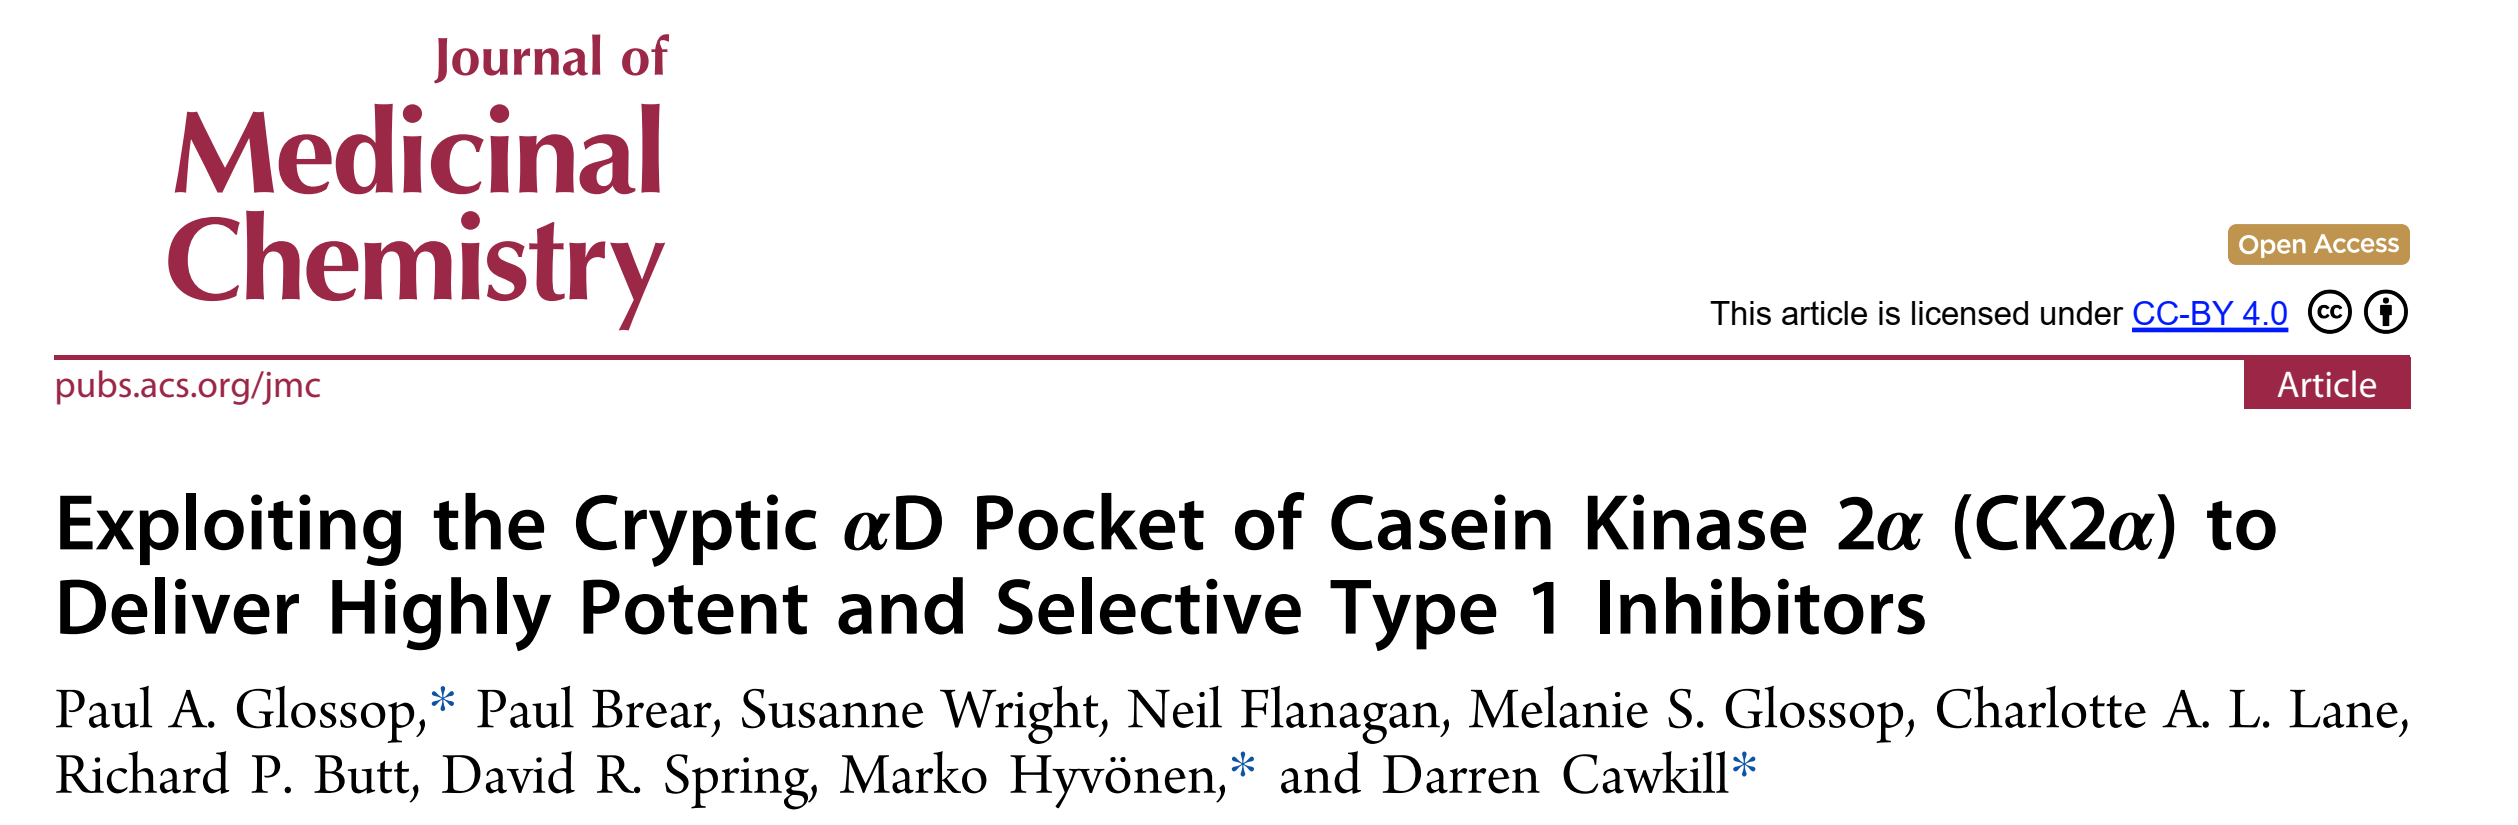 Journal of
Medicinal
Chemistry
Open Access
This article is licensed under CC-BY 4.0
cc
pubs.acs.org/jmc
Article
Exploiting the Cryptic αD Pocket of Casein Kinase 2α (CK2α) to
Deliver Highly Potent and Selective Type 1 Inhibitors
Paul A. Glossop,* Paul Brear, Susanne Wright, Neil Flanagan, Melanie S. Glossop, Charlotte A. L. Lane,
Richard P. Butt, David R. Spring, Marko Hyvönen,* and Darren Cawkill*